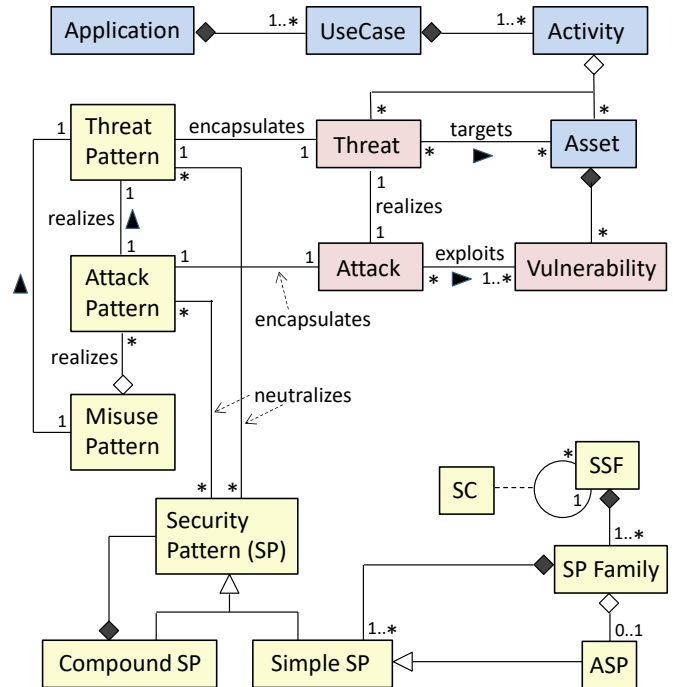 Application
1..*
UseCase
1..*
Activity
Threat
Pattern
1
1
*
encapsulates
1
Threat
*
*
targets
*
*
Asset
realizes
1
1
1
realizes
1
*
Attack
Pattern
1
*
*
encapsulates
1
Attack
exploits
*
1..*
Vulnerability
realizes
Misuse
Pattern
1
neutralizes
*
*
Security
Pattern (SP)
SC
*
1
SSF
1..*
SP Family
0..1
1..*
Compound SP
Simple SP
ASP